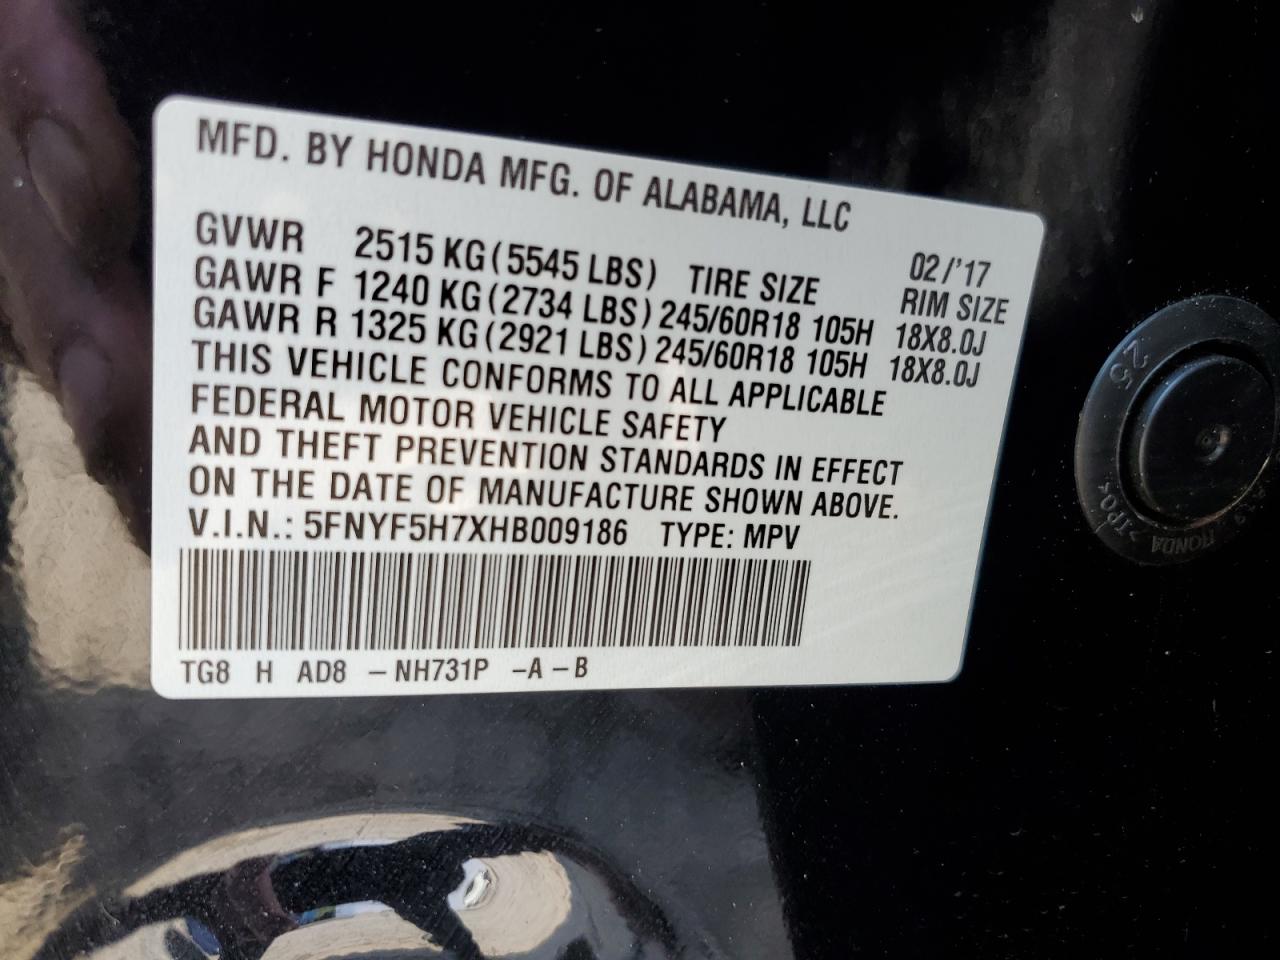 MFD. BY HONDA MFG. OF ALABAMA, LLC
02/'17
GVWR 2515 KG (5545 LBS) TIRE SIZE RIM SIZE
GAWR F 1240 KG (2734 LBS) 245/60R18 105H 18X8.0J
GAWR R 1325 KG (2921 LBS) 245/60R18 105H 18X8.0J
THIS VEHICLE CONFORMS TO ALL APPLICABLE
FEDERAL MOTOR VEHICLE SAFETY
AND THEFT PREVENTION STANDARDS IN EFFECT
ON THE DATE OF MANUFACTURE SHOWN ABOVE.
V.I.N.: 5FNYF5H7XHB009186 TYPE: MPV
TG8 H AD8 – NH731P –A – B
25
HONDA